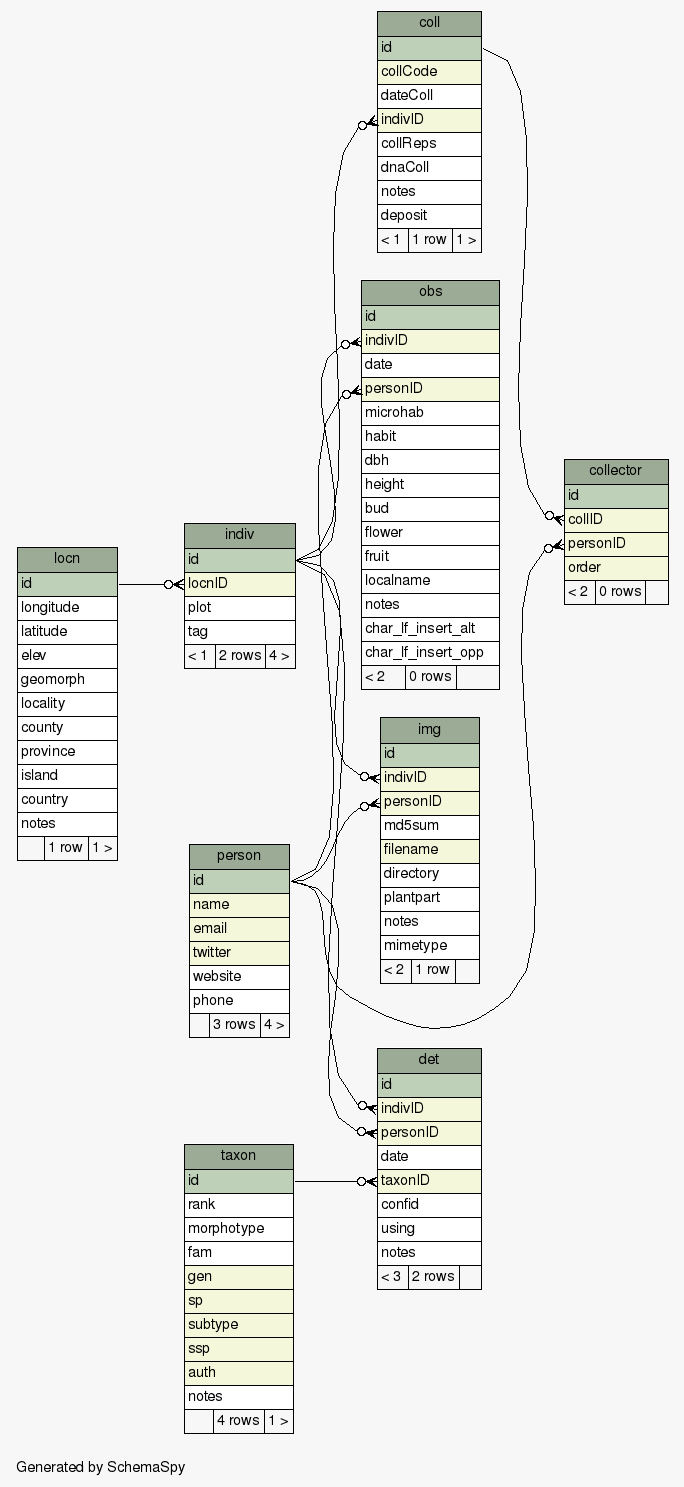 coll
id
collCode
dateColl
indivID
collReps
dnaColl
notes
deposit
< 1 1 row 1 >
obs
id
indivID
date
personID
microhab
habit
dbh
height
bud
flower
fruit
localname
notes
char_lf_insert_alt
char_lf_insert_opp
< 2 0 rows
collector
id
collID
personID
order
< 2 0 rows
indiv
id
locnID
plot
tag
< 1 2 rows 4 >
locn
id
longitude
latitude
elev
geomorph
locality
county
province
island
country
notes
1 row 1 >
img
id
indivID
personID
md5sum
filename
directory
plantpart
notes
mimetype
< 2 1 row
person
id
name
email
twitter
website
phone
3 rows 4 >
det
id
indivID
personID
date
taxonID
confid
using
notes
< 3 2 rows
taxon
id
rank
morphotype
fam
gen
sp
subtype
ssp
auth
notes
4 rows 1 >
Generated by SchemaSpy